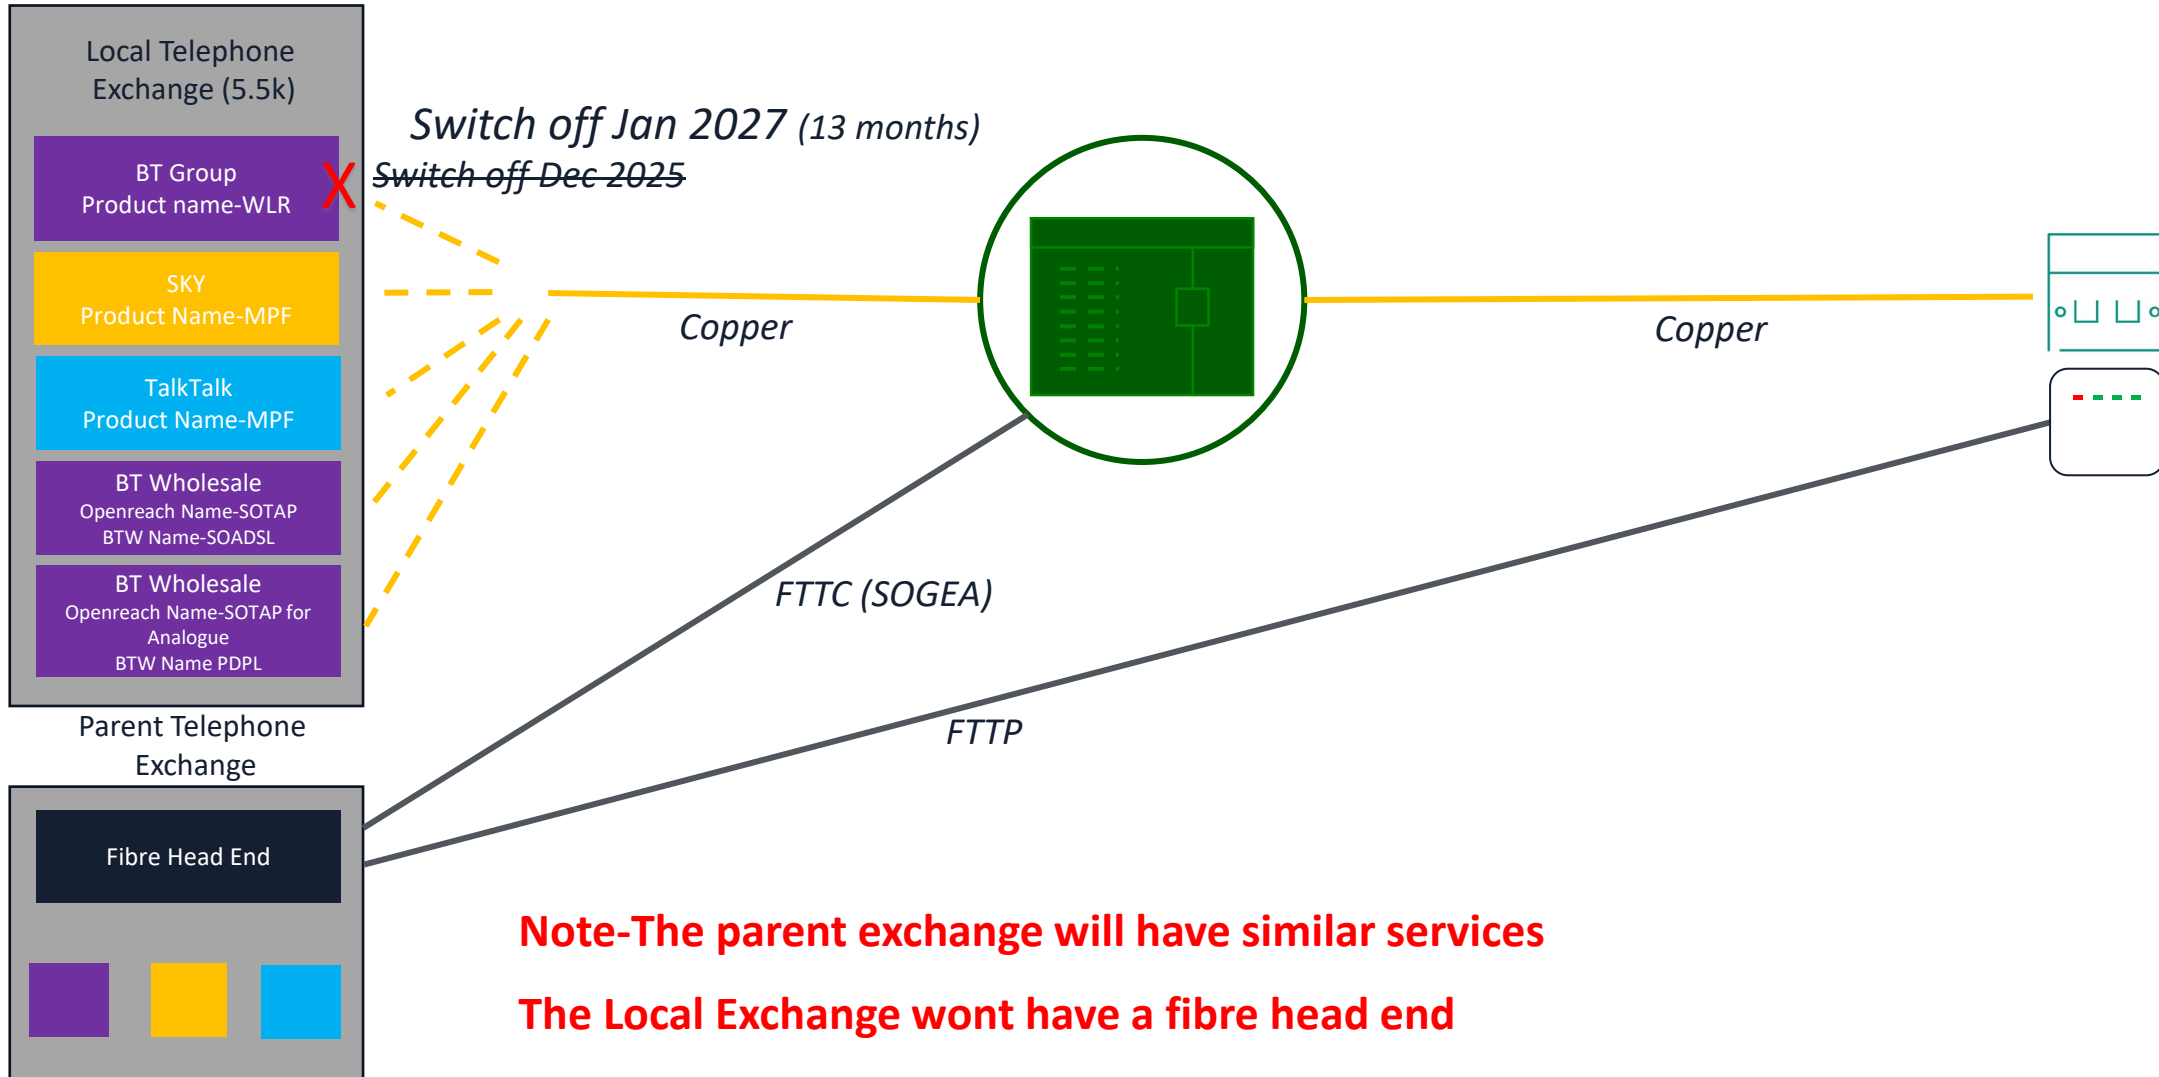 Local Telephone
Exchange (5.5k)
BT Group
Product name-WLR
X
SKY
Product Name-MPF
TalkTalk
Product Name-MPF
BT Wholesale
Openreach Name-SOTAP
BTW Name-SOADSL
BT Wholesale
Openreach Name-SOTAP for
Analogue
BTW Name PDPL
Switch off Jan 2027 (13 months)
Switch off Dec 2025
Copper
Copper
FTTC (SOGEA)
FTTP
Parent Telephone
Exchange
Fibre Head End
Note-The parent exchange will have similar services
The Local Exchange wont have a fibre head end